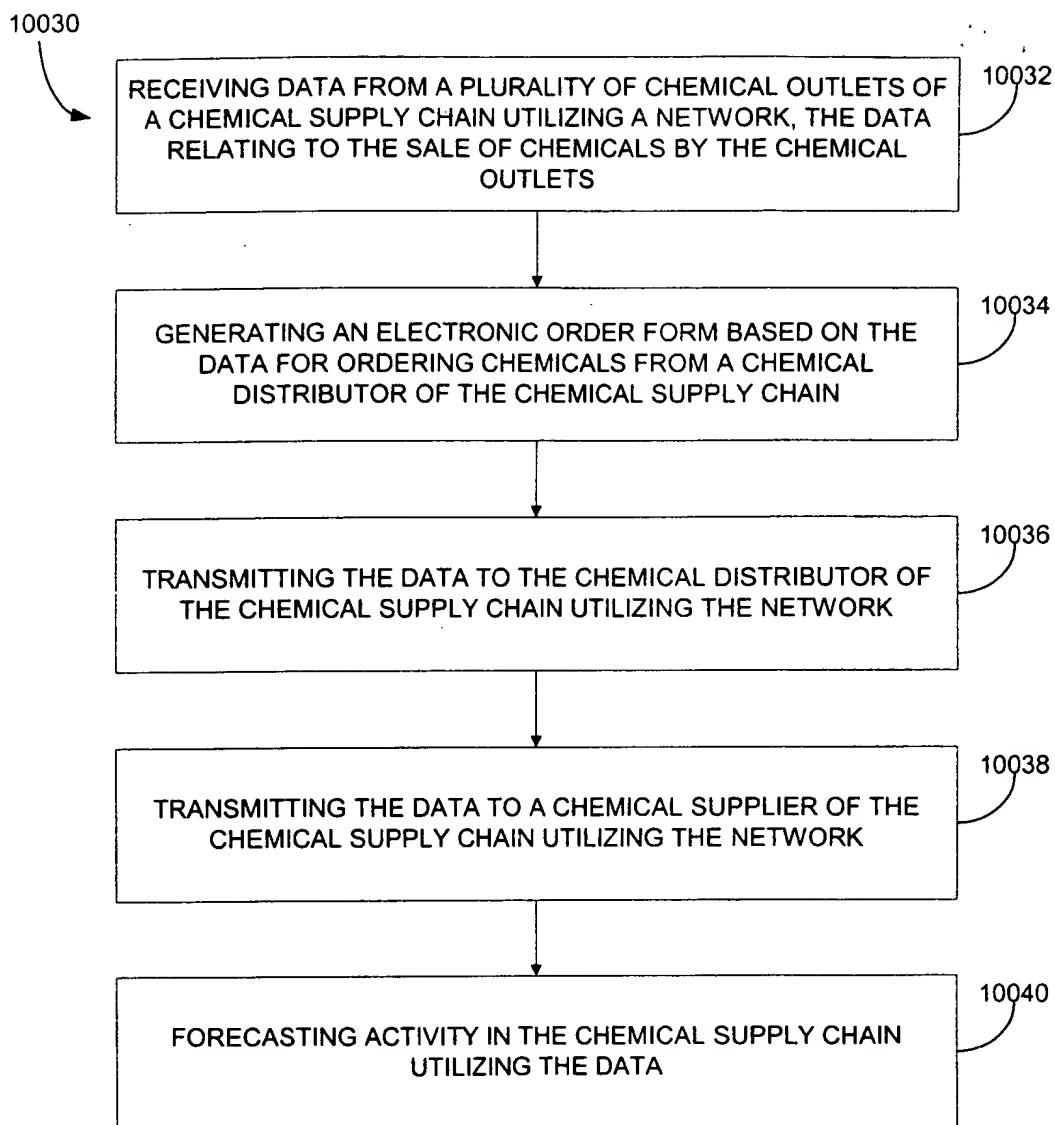 10030
10032
RECEIVING DATA FROM A PLURALITY OF CHEMICAL OUTLETS OF
A CHEMICAL SUPPLY CHAIN UTILIZING A NETWORK, THE DATA
RELATING TO THE SALE OF CHEMICALS BY THE CHEMICAL
OUTLETS
10034
GENERATING AN ELECTRONIC ORDER FORM BASED ON THE
DATA FOR ORDERING CHEMICALS FROM A CHEMICAL
DISTRIBUTOR OF THE CHEMICAL SUPPLY CHAIN
10036
TRANSMITTING THE DATA TO THE CHEMICAL DISTRIBUTOR OF
THE CHEMICAL SUPPLY CHAIN UTILIZING THE NETWORK
10038
TRANSMITTING THE DATA TO A CHEMICAL SUPPLIER OF THE
CHEMICAL SUPPLY CHAIN UTILIZING THE NETWORK
10040
FORECASTING ACTIVITY IN THE CHEMICAL SUPPLY CHAIN
UTILIZING THE DATA